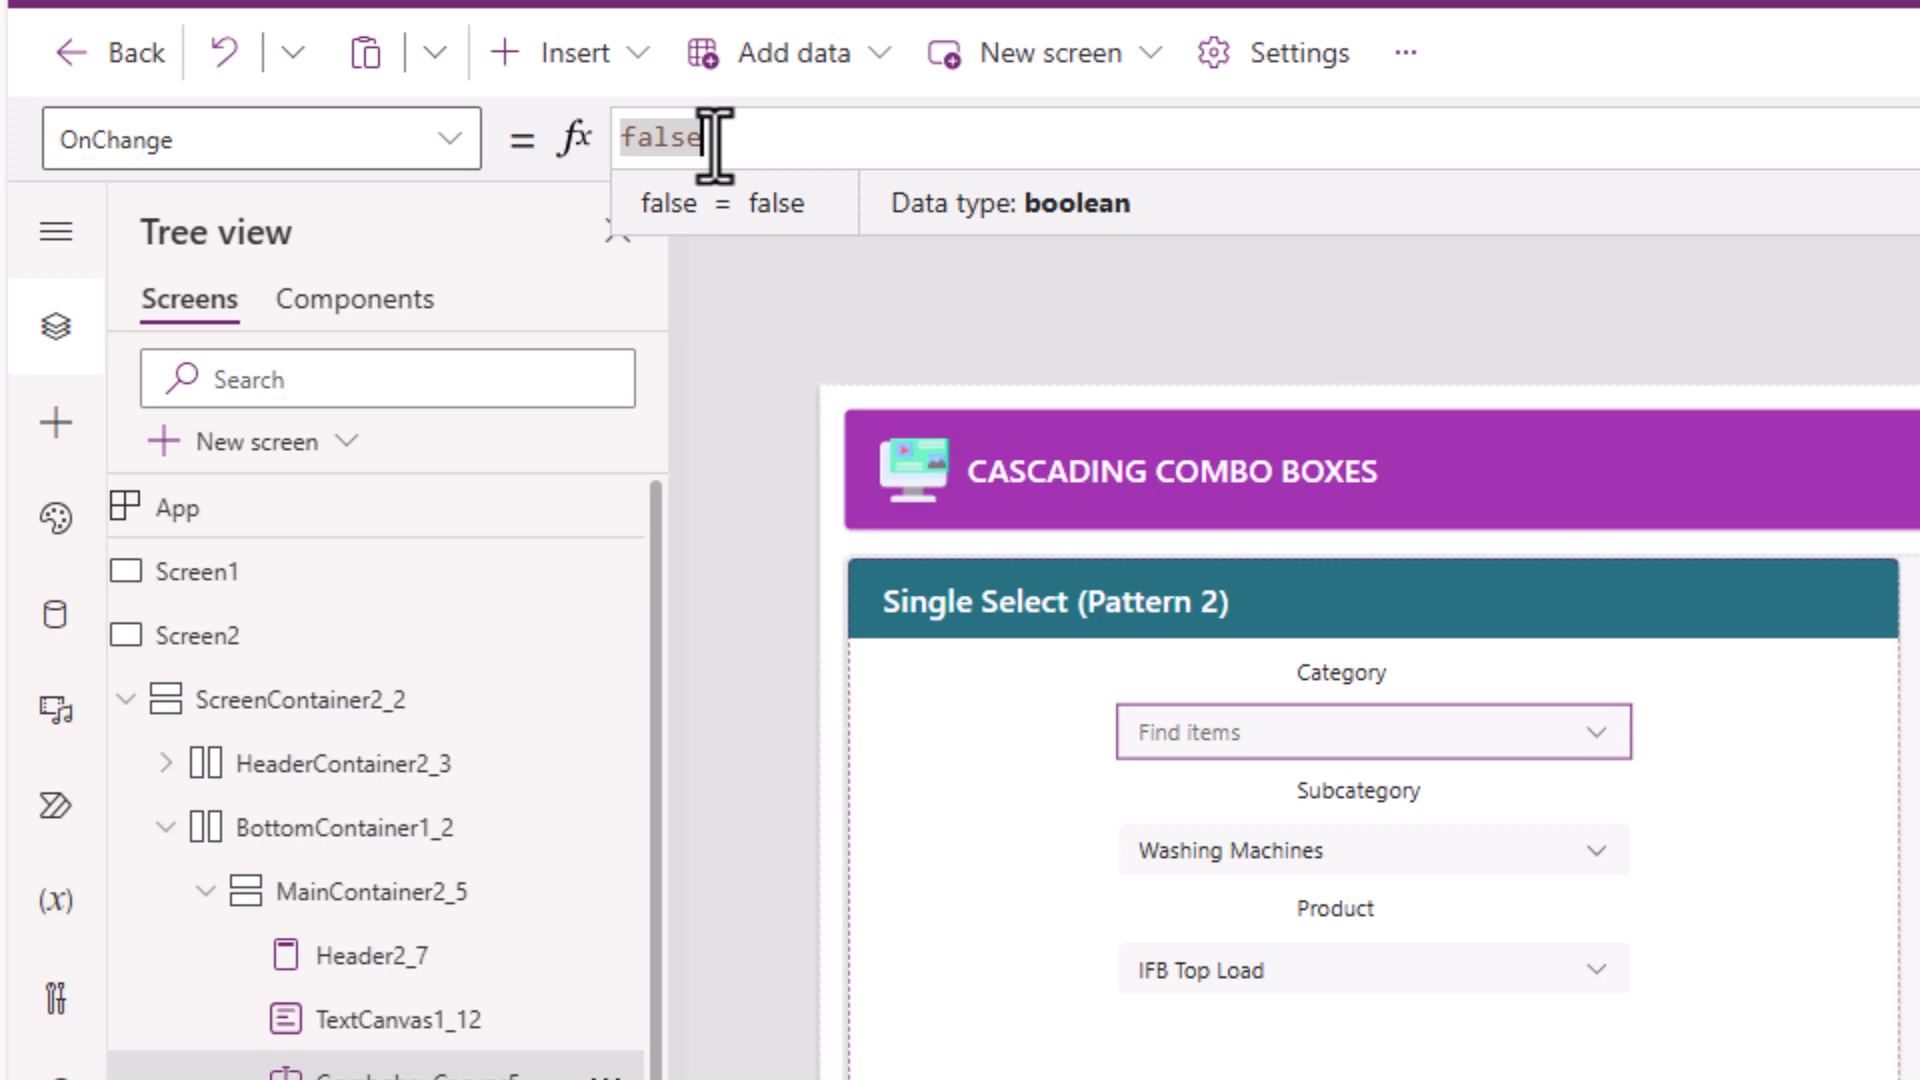 Back
Insert
Add data
New screen
Settings
OnChange
= fx false
false = false
Data type: boolean
Tree view
Screens
Components
Search
New screen
App
Screen1
Screen2
ScreenContainer2_2
HeaderContainer2_3
BottomContainer1_2
MainContainer2_5
Header2_7
TextCanvas1_12
CASCADING COMBO BOXES
Single Select (Pattern 2)
Category
Find items
Subcategory
Washing Machines
Product
IFB Top Load
(x)